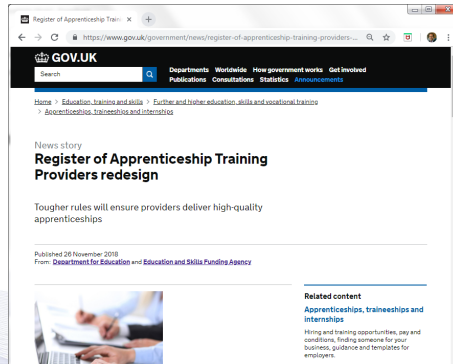 Register of Apprenticeship Train
https://www.gov.uk/government/news/register-of-apprenticeship-training-providers-...
GOV.UK
Search
Departments Worldwide How government works Get involved
Publications Consultations Statistics Announcements
Home > Education, training and skills > Further and higher education, skills and vocational training
> Apprenticeships, traineeships and internships
News story
Register of Apprenticeship Training
Providers redesign
Tougher rules will ensure providers deliver high-quality
apprenticeships
Published 26 November 2018
From: Department for Education and Education and Skills Funding Agency
Related content
Apprenticeships, traineeships and
internships
Hiring and training opportunities, pay and
conditions, finding someone for your
business, guidance and templates for
employers.